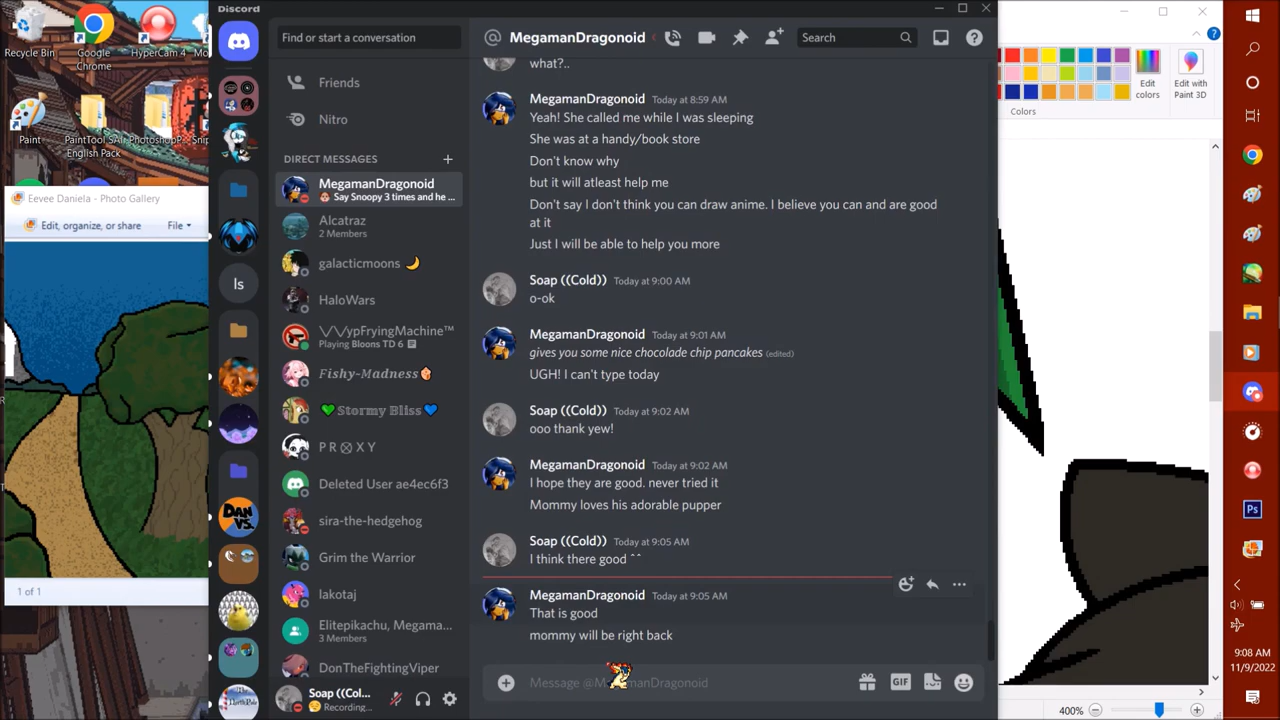 Discord
Recycle Bin
Google Chrome
HyperCam 4
Paint
PaintTool SAI English Pack
PhotoshopP
Snip
Eevee Daniela - Photo Gallery
Edit, organize, or share
File
1 of 1
Find or start a conversation
Friends
Nitro
DIRECT MESSAGES
MegamanDragonoid
Say Snoopy 3 times and he ...
Alcatraz
2 Members
galacticmoons 🌙
HaloWars
\/\/ypFryingMachine™
Playing Bloons TD 6
Fishy-Madness
💚Stormy Bliss💙
P R O X Y
Deleted User ae4ec6f3
sira-the-hedgehog
Grim the Warrior
lakotaj
Elitepikachu, Megama...
3 Members
DonTheFightingViper
Soap ((Col...
Recording...
ls
DAN VS.
MegamanDragonoid
Search
what?..
MegamanDragonoid Today at 8:59 AM
Yeah! She called me while I was sleeping
She was at a handy/book store
Don't know why
but it will atleast help me
Don't say I don't think you can draw anime. I believe you can and are good
at it
Just I will be able to help you more
Soap ((Cold)) Today at 9:00 AM
o-ok
MegamanDragonoid Today at 9:01 AM
gives you some nice chocolade chip pancakes (edited)
UGH! I can't type today
Soap ((Cold)) Today at 9:02 AM
ooo thank yew!
MegamanDragonoid Today at 9:02 AM
I hope they are good. never tried it
Mommy loves his adorable pupper
Soap ((Cold)) Today at 9:05 AM
I think there good ^^
MegamanDragonoid Today at 9:05 AM
That is good
mommy will be right back
Message @MegamanDragonoid
GIF
Edit colors
Edit with Paint 3D
Colors
400%
Ps
9:08 AM
11/9/2022